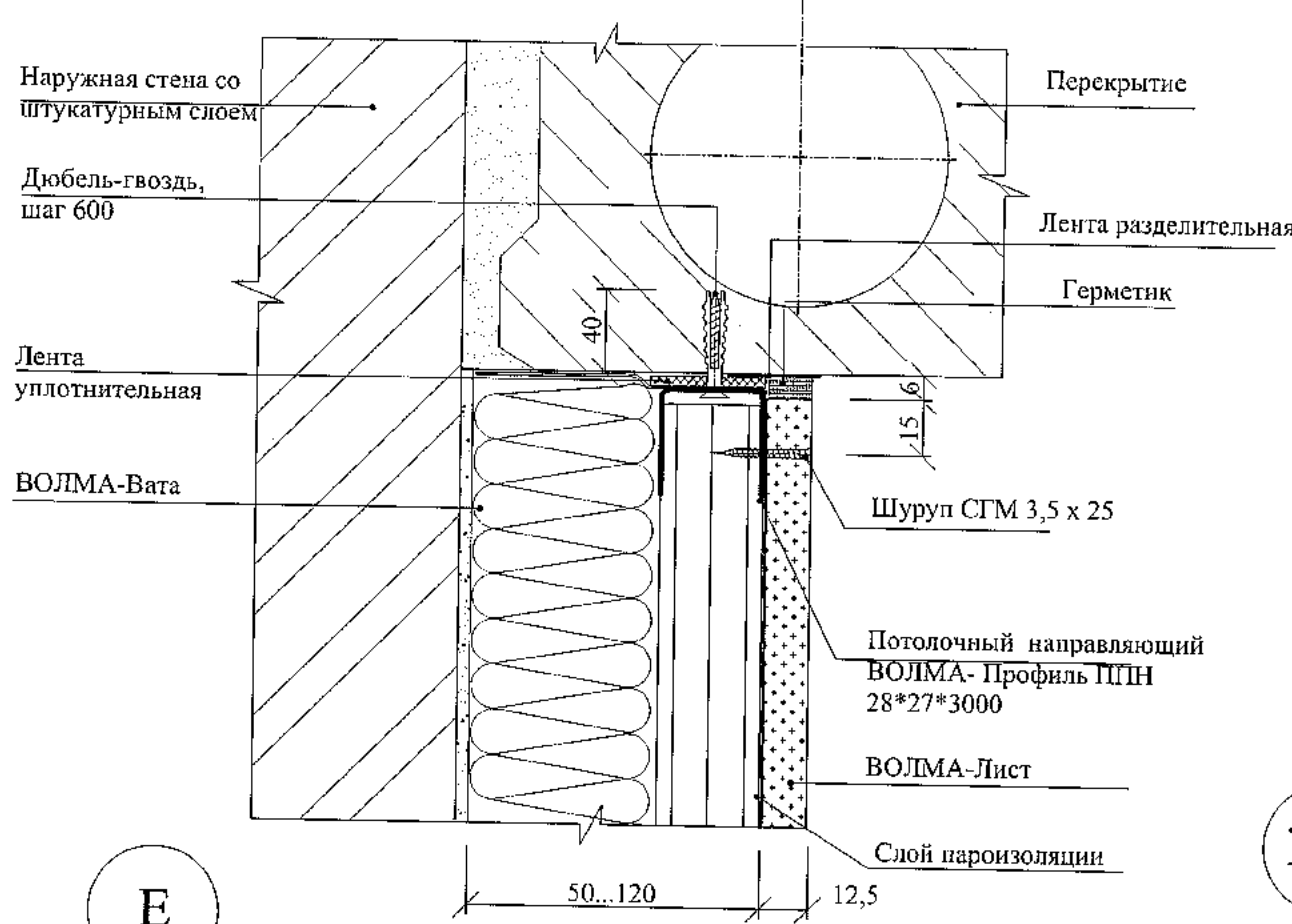 Наружная стена со
штукатурным слоем
Перекрытие
Дюбель-гвоздь,
шаг 600
Лента разделительная
Герметик
40
Лента
уплотнительная
6
15
ВОЛМА-Вата
Шуруп СГМ 3,5 х 25
Потолочный направляющий
ВОЛМА- Профиль ППН
28*27*3000
ВОЛМА-Лист
Слой пароизоляции
50...120
12,5
Е